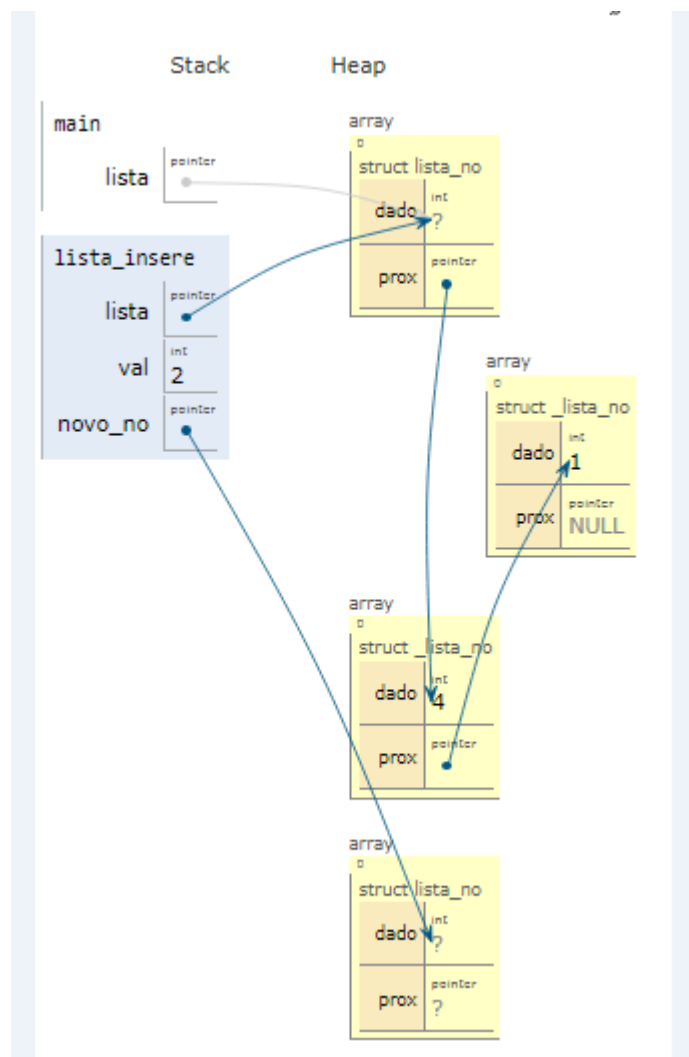 Stack Heap
main
lista
pointer
array
0
struct lista_no
dado
int
?
prox
pointer
lista_insere
lista
pointer
val
int
2
novo_no
pointer
array
0
struct _lista_no
dado
int
1
prox
pointer
NULL
array
0
struct _lista_no
dado
int
4
prox
pointer
array
0
struct lista_no
dado
int
?
prox
pointer
?